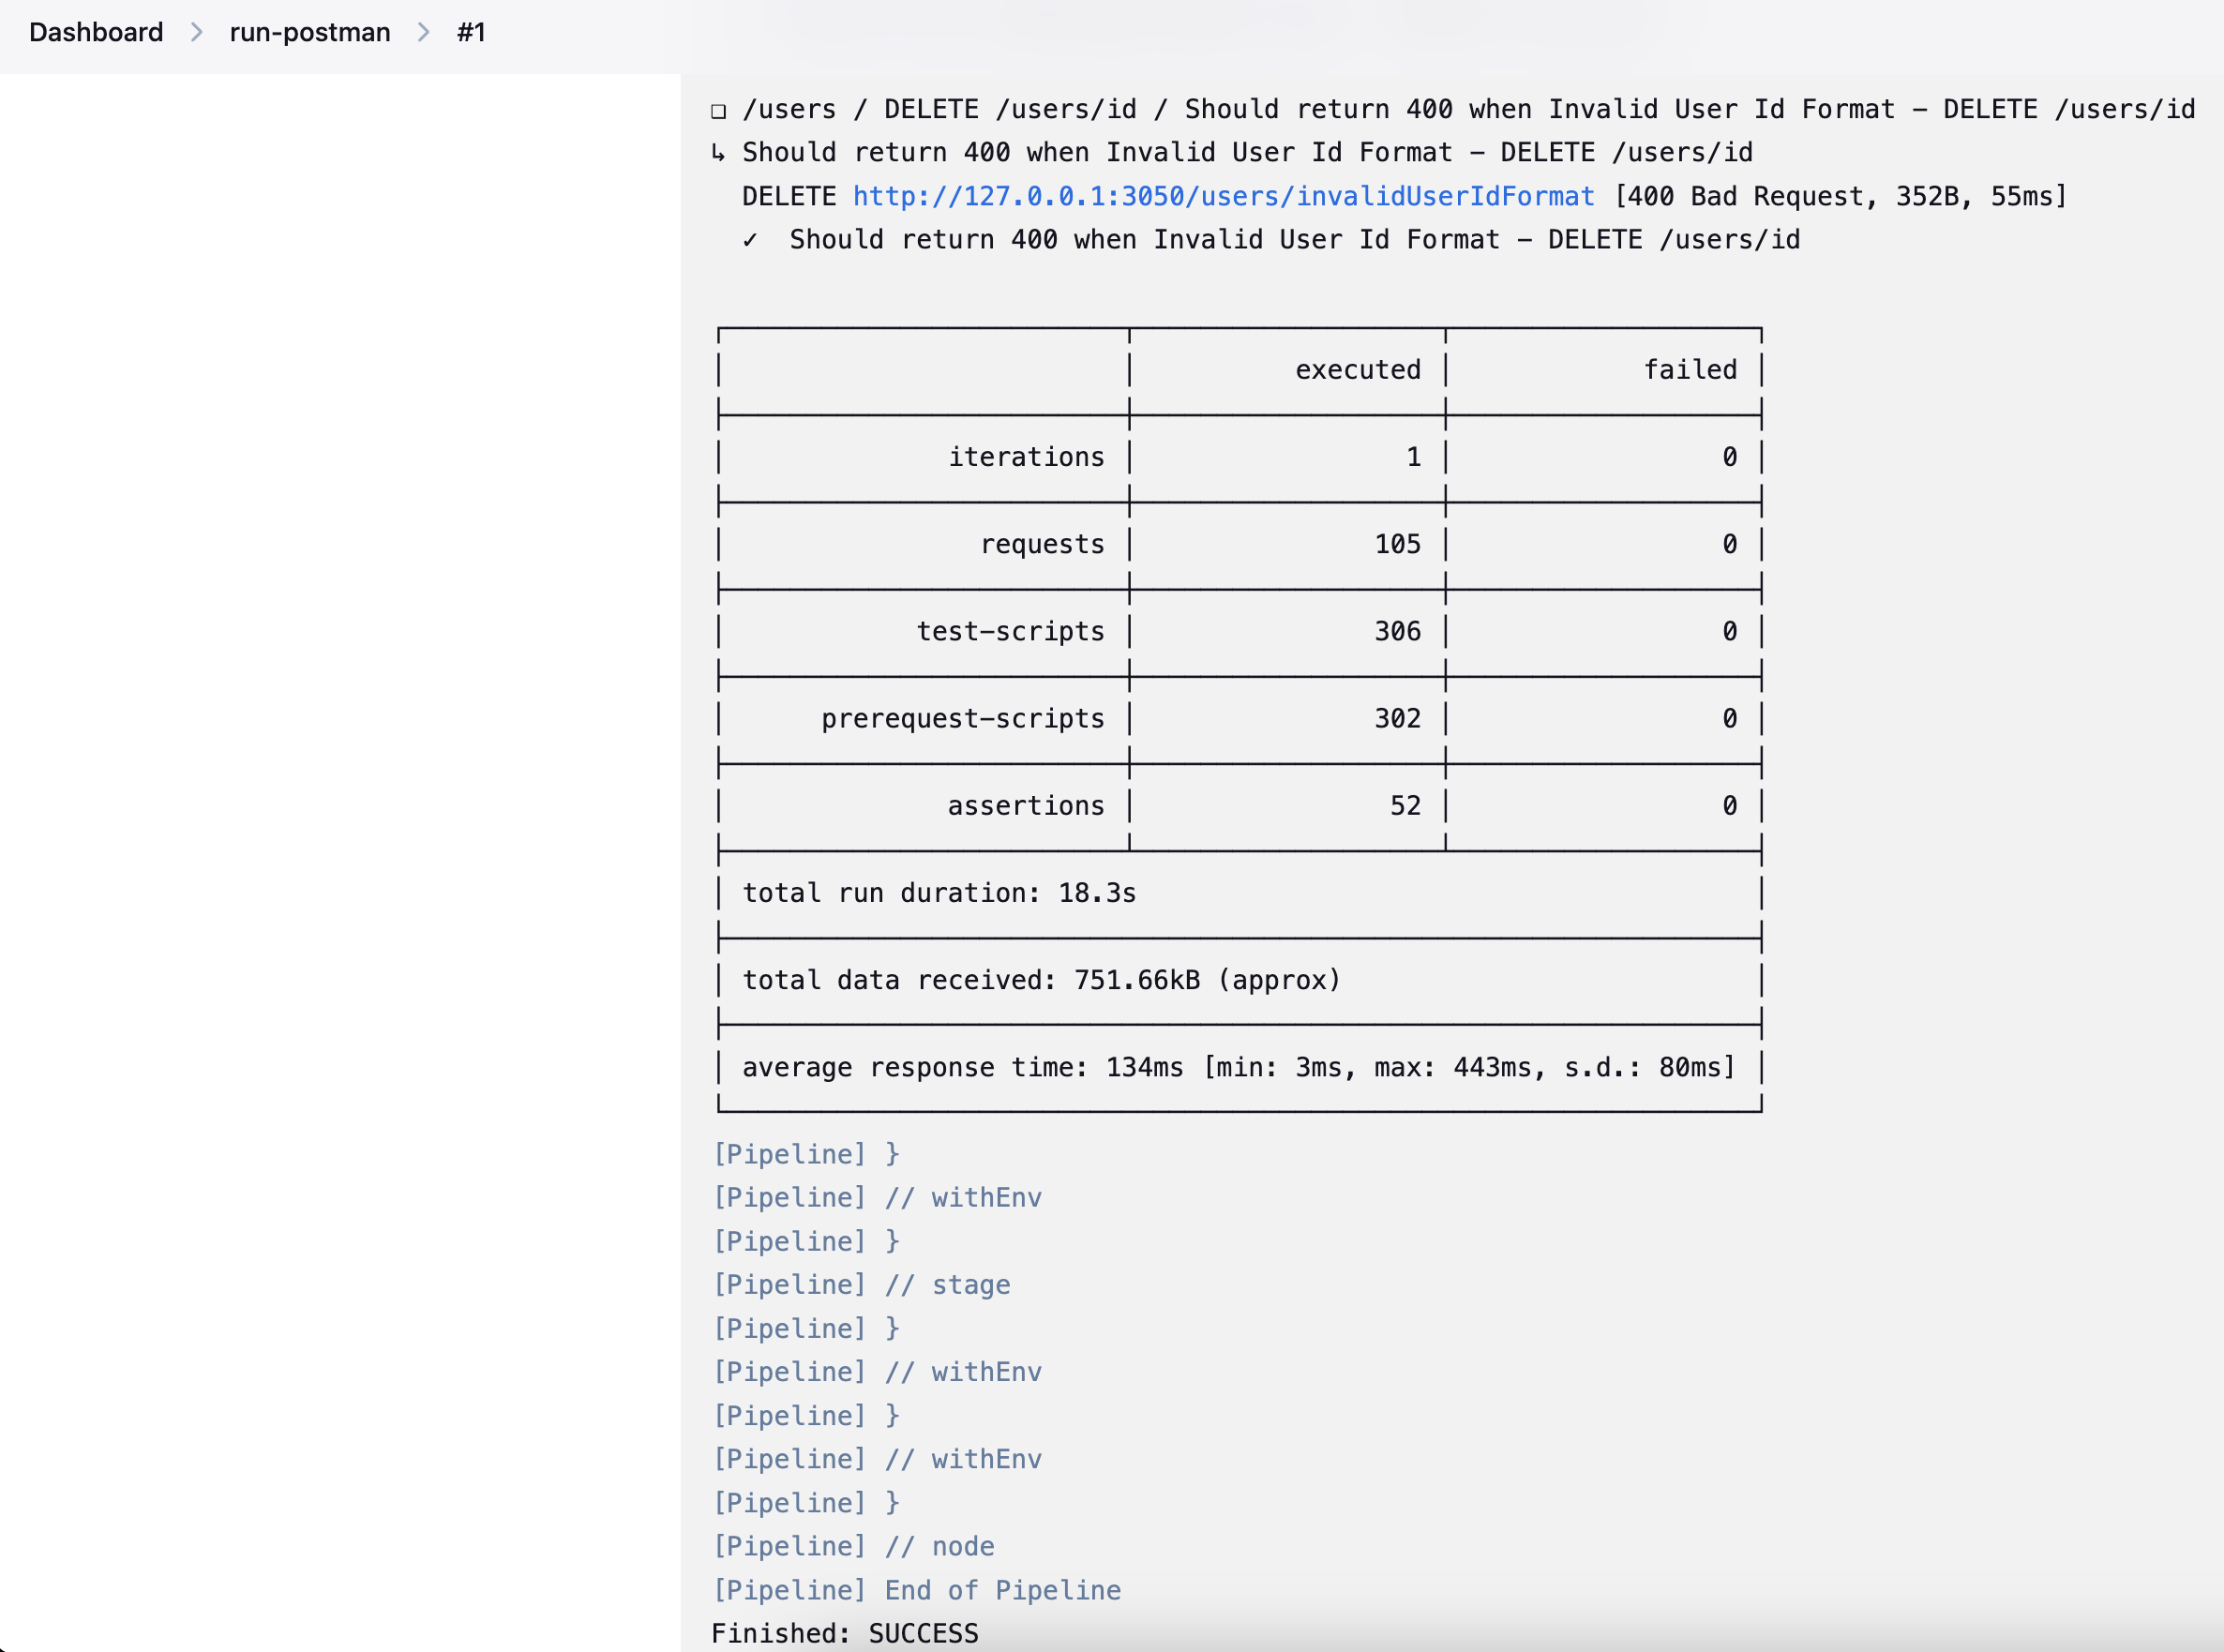 Dashboard > run-postman > #1
❏ /users / DELETE /users/id / Should return 400 when Invalid User Id Format – DELETE /users/id
↳ Should return 400 when Invalid User Id Format – DELETE /users/id
DELETE http://127.0.0.1:3050/users/invalidUserIdFormat [400 Bad Request, 352B, 55ms]
✓ Should return 400 when Invalid User Id Format – DELETE /users/id
executed failed
iterations 1 0
requests 105 0
test-scripts 306 0
prerequest-scripts 302 0
assertions 52 0
total run duration: 18.3s
total data received: 751.66kB (approx)
average response time: 134ms [min: 3ms, max: 443ms, s.d.: 80ms]
[Pipeline] }
[Pipeline] // withEnv
[Pipeline] }
[Pipeline] // stage
[Pipeline] }
[Pipeline] // withEnv
[Pipeline] }
[Pipeline] // withEnv
[Pipeline] }
[Pipeline] // node
[Pipeline] End of Pipeline
Finished: SUCCESS